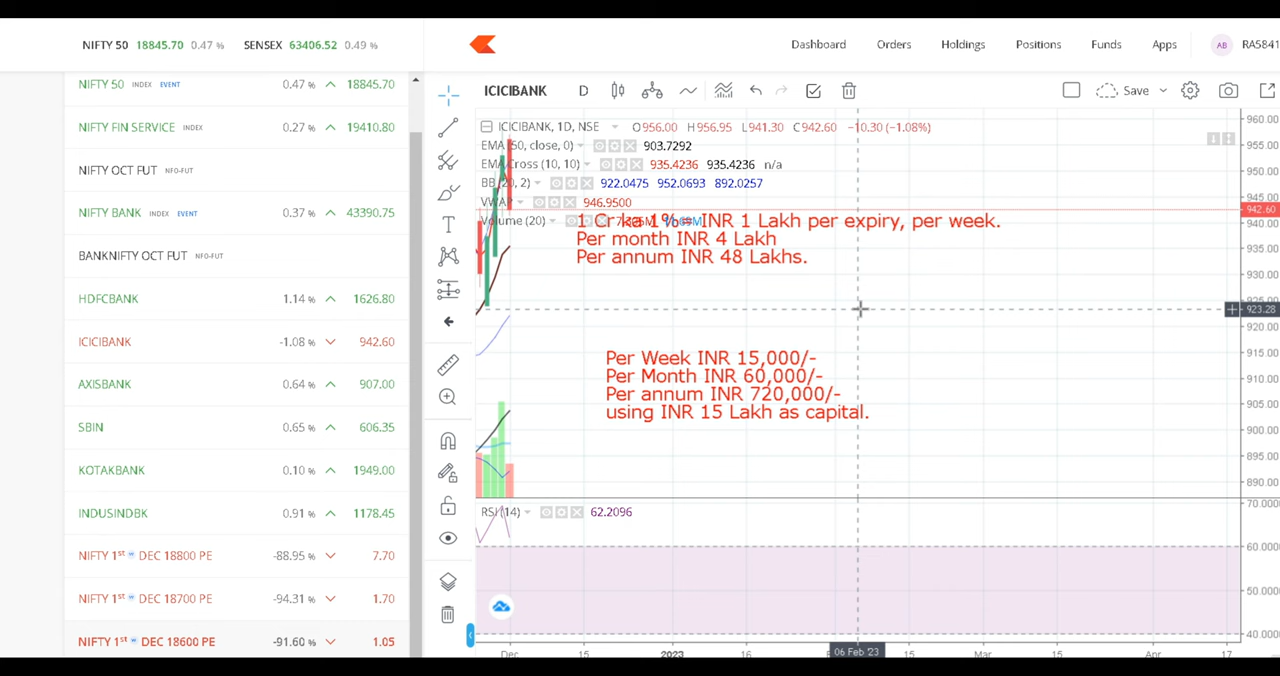 NIFTY 50 18845.70 0.47 % SENSEX 63406.52 0.49 %
Dashboard Orders Holdings Positions Funds Apps AB RA5841
NIFTY 50 INDEX EVENT 0.47 % 18845.70
NIFTY FIN SERVICE INDEX 0.27 % 19410.80
NIFTY OCT FUT NFO-FUT
NIFTY BANK INDEX EVENT 0.37 % 43390.75
BANKNIFTY OCT FUT NFO-FUT
HDFCBANK 1.14 % 1626.80
ICICIBANK -1.08 % 942.60
AXISBANK 0.64 % 907.00
SBIN 0.65 % 606.35
KOTAKBANK 0.10 % 1949.00
INDUSINDBK 0.91 % 1178.45
NIFTY 1st W DEC 18800 PE -88.95 % 7.70
NIFTY 1st W DEC 18700 PE -94.31 % 1.70
NIFTY 1st W DEC 18600 PE -91.60 % 1.05
ICICIBANK D Save
ICICIBANK, 1D, NSE O956.00 H956.95 L941.30 C942.60 −10.30 (−1.08%)
EMA (50, close, 0) 903.7292
EMA Cross (10, 10) 935.4236 935.4236 n/a
BB (20, 2) 922.0475 952.0693 892.0257
VWAP 946.9500
Volume (20)
1 Cr ka 1% = INR 1 Lakh per expiry, per week.
Per month INR 4 Lakh
Per annum INR 48 Lakhs.
Per Week INR 15,000/-
Per Month INR 60,000/-
Per annum INR 720,000/-
using INR 15 Lakh as capital.
RSI (14) 62.2096
960.00
955.00
950.00
945.00
942.60
940.00
935.00
930.00
925.00
923.28
920.00
915.00
910.00
905.00
900.00
895.00
890.00
70.0000
60.0000
50.0000
40.0000
Dec 15 2023 16 06 Feb '23 15 Mar 15 Apr 17